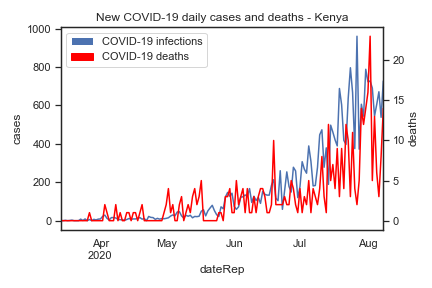 New COVID-19 daily cases and deaths - Kenya
COVID-19 infections
COVID-19 deaths
1000
800
600
400
200
0
cases
20
15
10
5
0
deaths
Apr
2020
May
Jun
Jul
Aug
dateRep